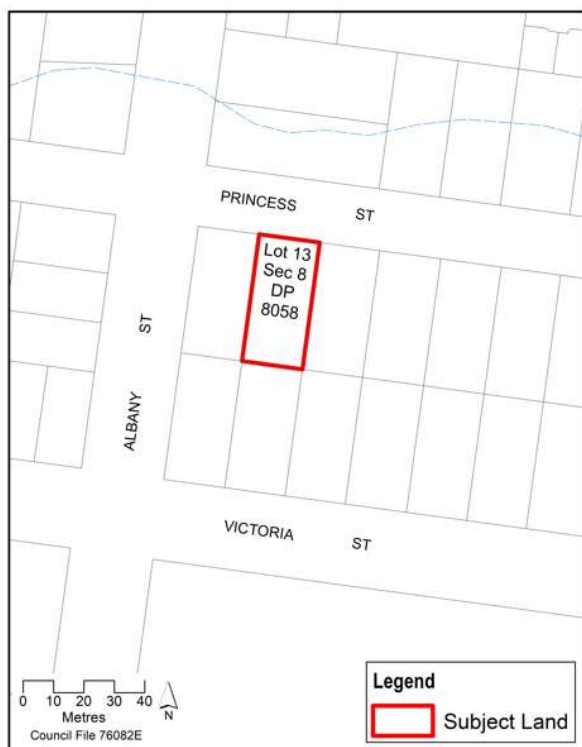 PRINCESS ST
Lot 13
Sec 8
DP
8058
ALBANY ST
VICTORIA ST
0 10 20 30 40
Metres
N
Council File 76082E
Legend
Subject Land